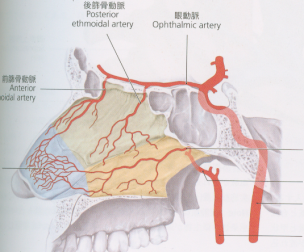 後篩骨動脈
Posterior
ethmoidal artery
眼動脈
Ophthalmic artery
前篩骨動脈
Anterior
oidal artery